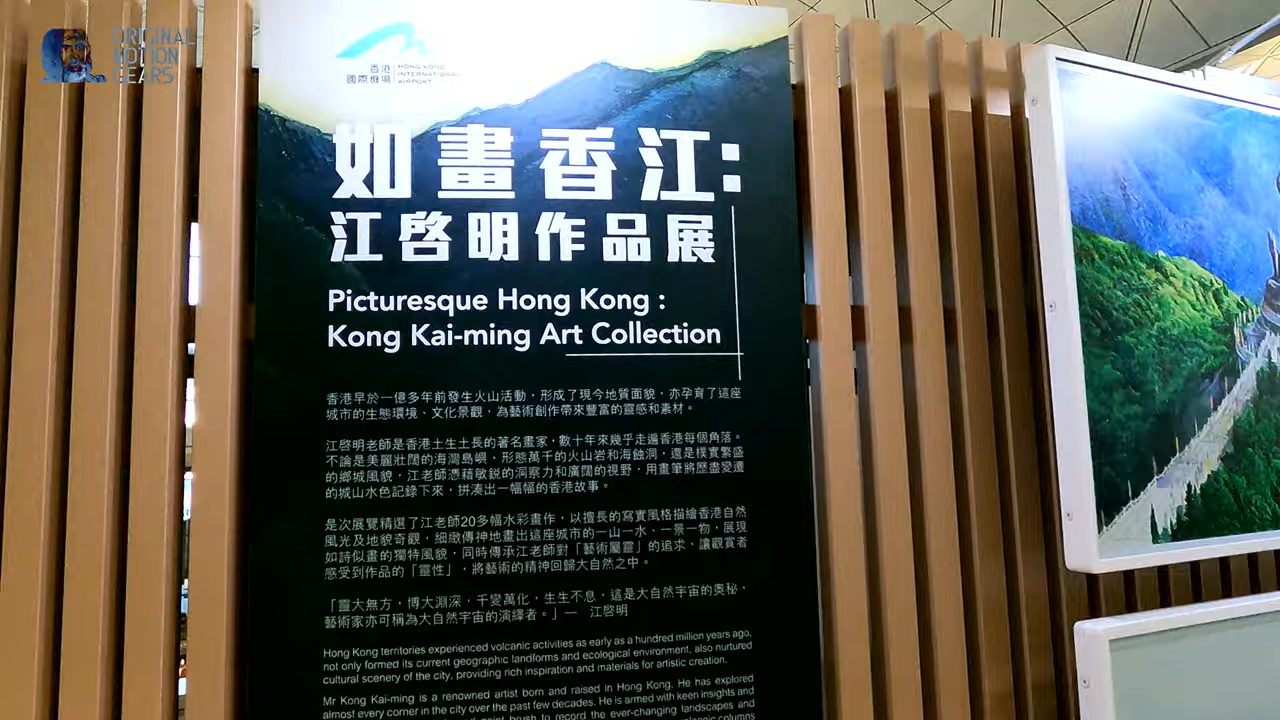 ORIGINAL
MOTION
GEARS
香港
國際機場
HONG KONG
INTERNATIONAL
AIRPORT
如畫香江:
江啓明作品展
Picturesque Hong Kong :
Kong Kai-ming Art Collection
香港早於一億多年前發生火山活動，形成了現今地質面貌，亦孕育了這座
城市的生態環境、文化景觀，為藝術創作帶來豐富的靈感和素材。
江啓明老師是香港土生土長的著名畫家，數十年來幾乎走遍香港每個角落。
不論是美麗壯闊的海灣島嶼、形態萬千的火山岩和海蝕洞，還是樸實繁盛
的鄉城風貌，江老師憑藉敏銳的洞察力和廣闊的視野，用畫筆將歷盡變遷
的城山水色記錄下來，拼湊出一幅幅的香港故事。
是次展覽精選了江老師20多幅水彩畫作，以擅長的寫實風格描繪香港自然
風光及地貌奇觀，細緻傳神地畫出這座城市的一山一水、一景一物，展現
如詩似畫的獨特風貌，同時傳承江老師對「藝術屬靈」的追求，讓觀賞者
感受到作品的「靈性」，將藝術的精神回歸大自然之中。
「靈大無方，博大淵深，千變萬化，生生不息，這是大自然宇宙的奧秘，
藝術家亦可稱為大自然宇宙的演繹者。」— 江啓明
Hong Kong territories experienced volcanic activities as early as a hundred million years ago,
not only formed its current geographic landforms and ecological environment, also nurtured
cultural scenery of the city, providing rich inspiration and materials for artistic creation.
Mr Kong Kai-ming is a renowned artist born and raised in Hong Kong. He has explored
almost every corner in the city over the past few decades. He is armed with keen insights and
paint brush to record the ever-changing landscapes and
columns